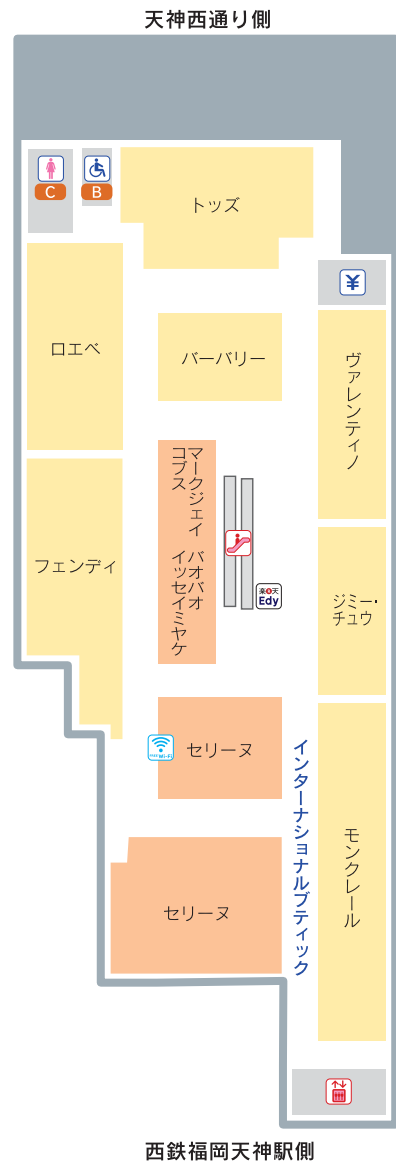 天神西通り側
C
B
トッズ
¥
ロエベ
バーバリー
ヴァレンティノ
マークジェイ
コブス
バオバオ
イッセイミヤケ
楽天
Edy
フェンディ
ジミー・
チュウ
FREE Wi-Fi
セリーヌ
インターナショナルブティック
セリーヌ
モンクレール
西鉄福岡天神駅側